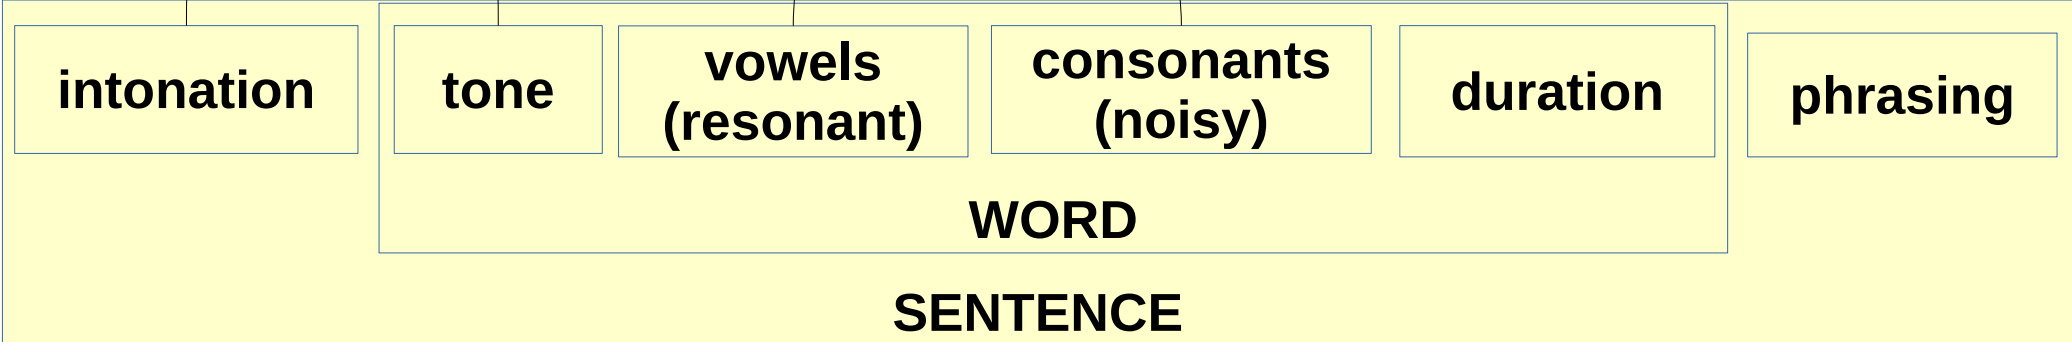 intonation
tone
vowels
(resonant)
consonants
(noisy)
duration
phrasing
WORD
SENTENCE